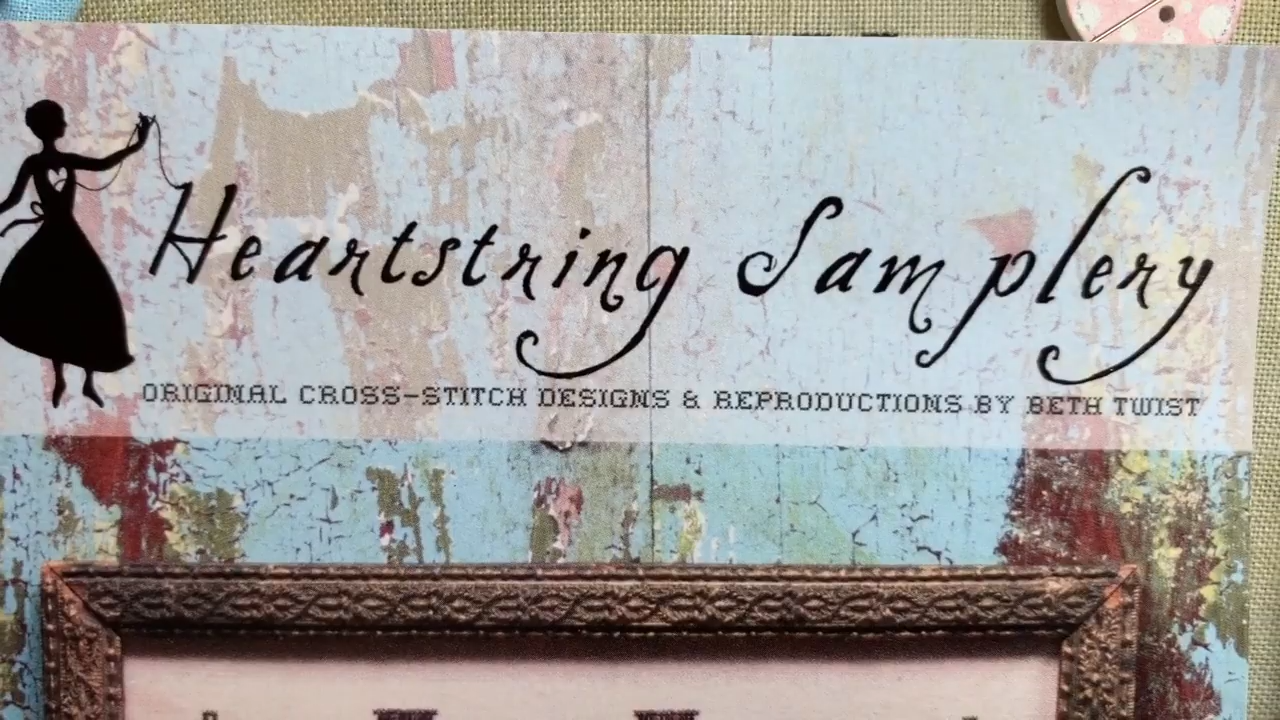 Heartstring Samplery
ORIGINAL CROSS-STITCH DESIGNS & REPRODUCTIONS BY BETH TWIST